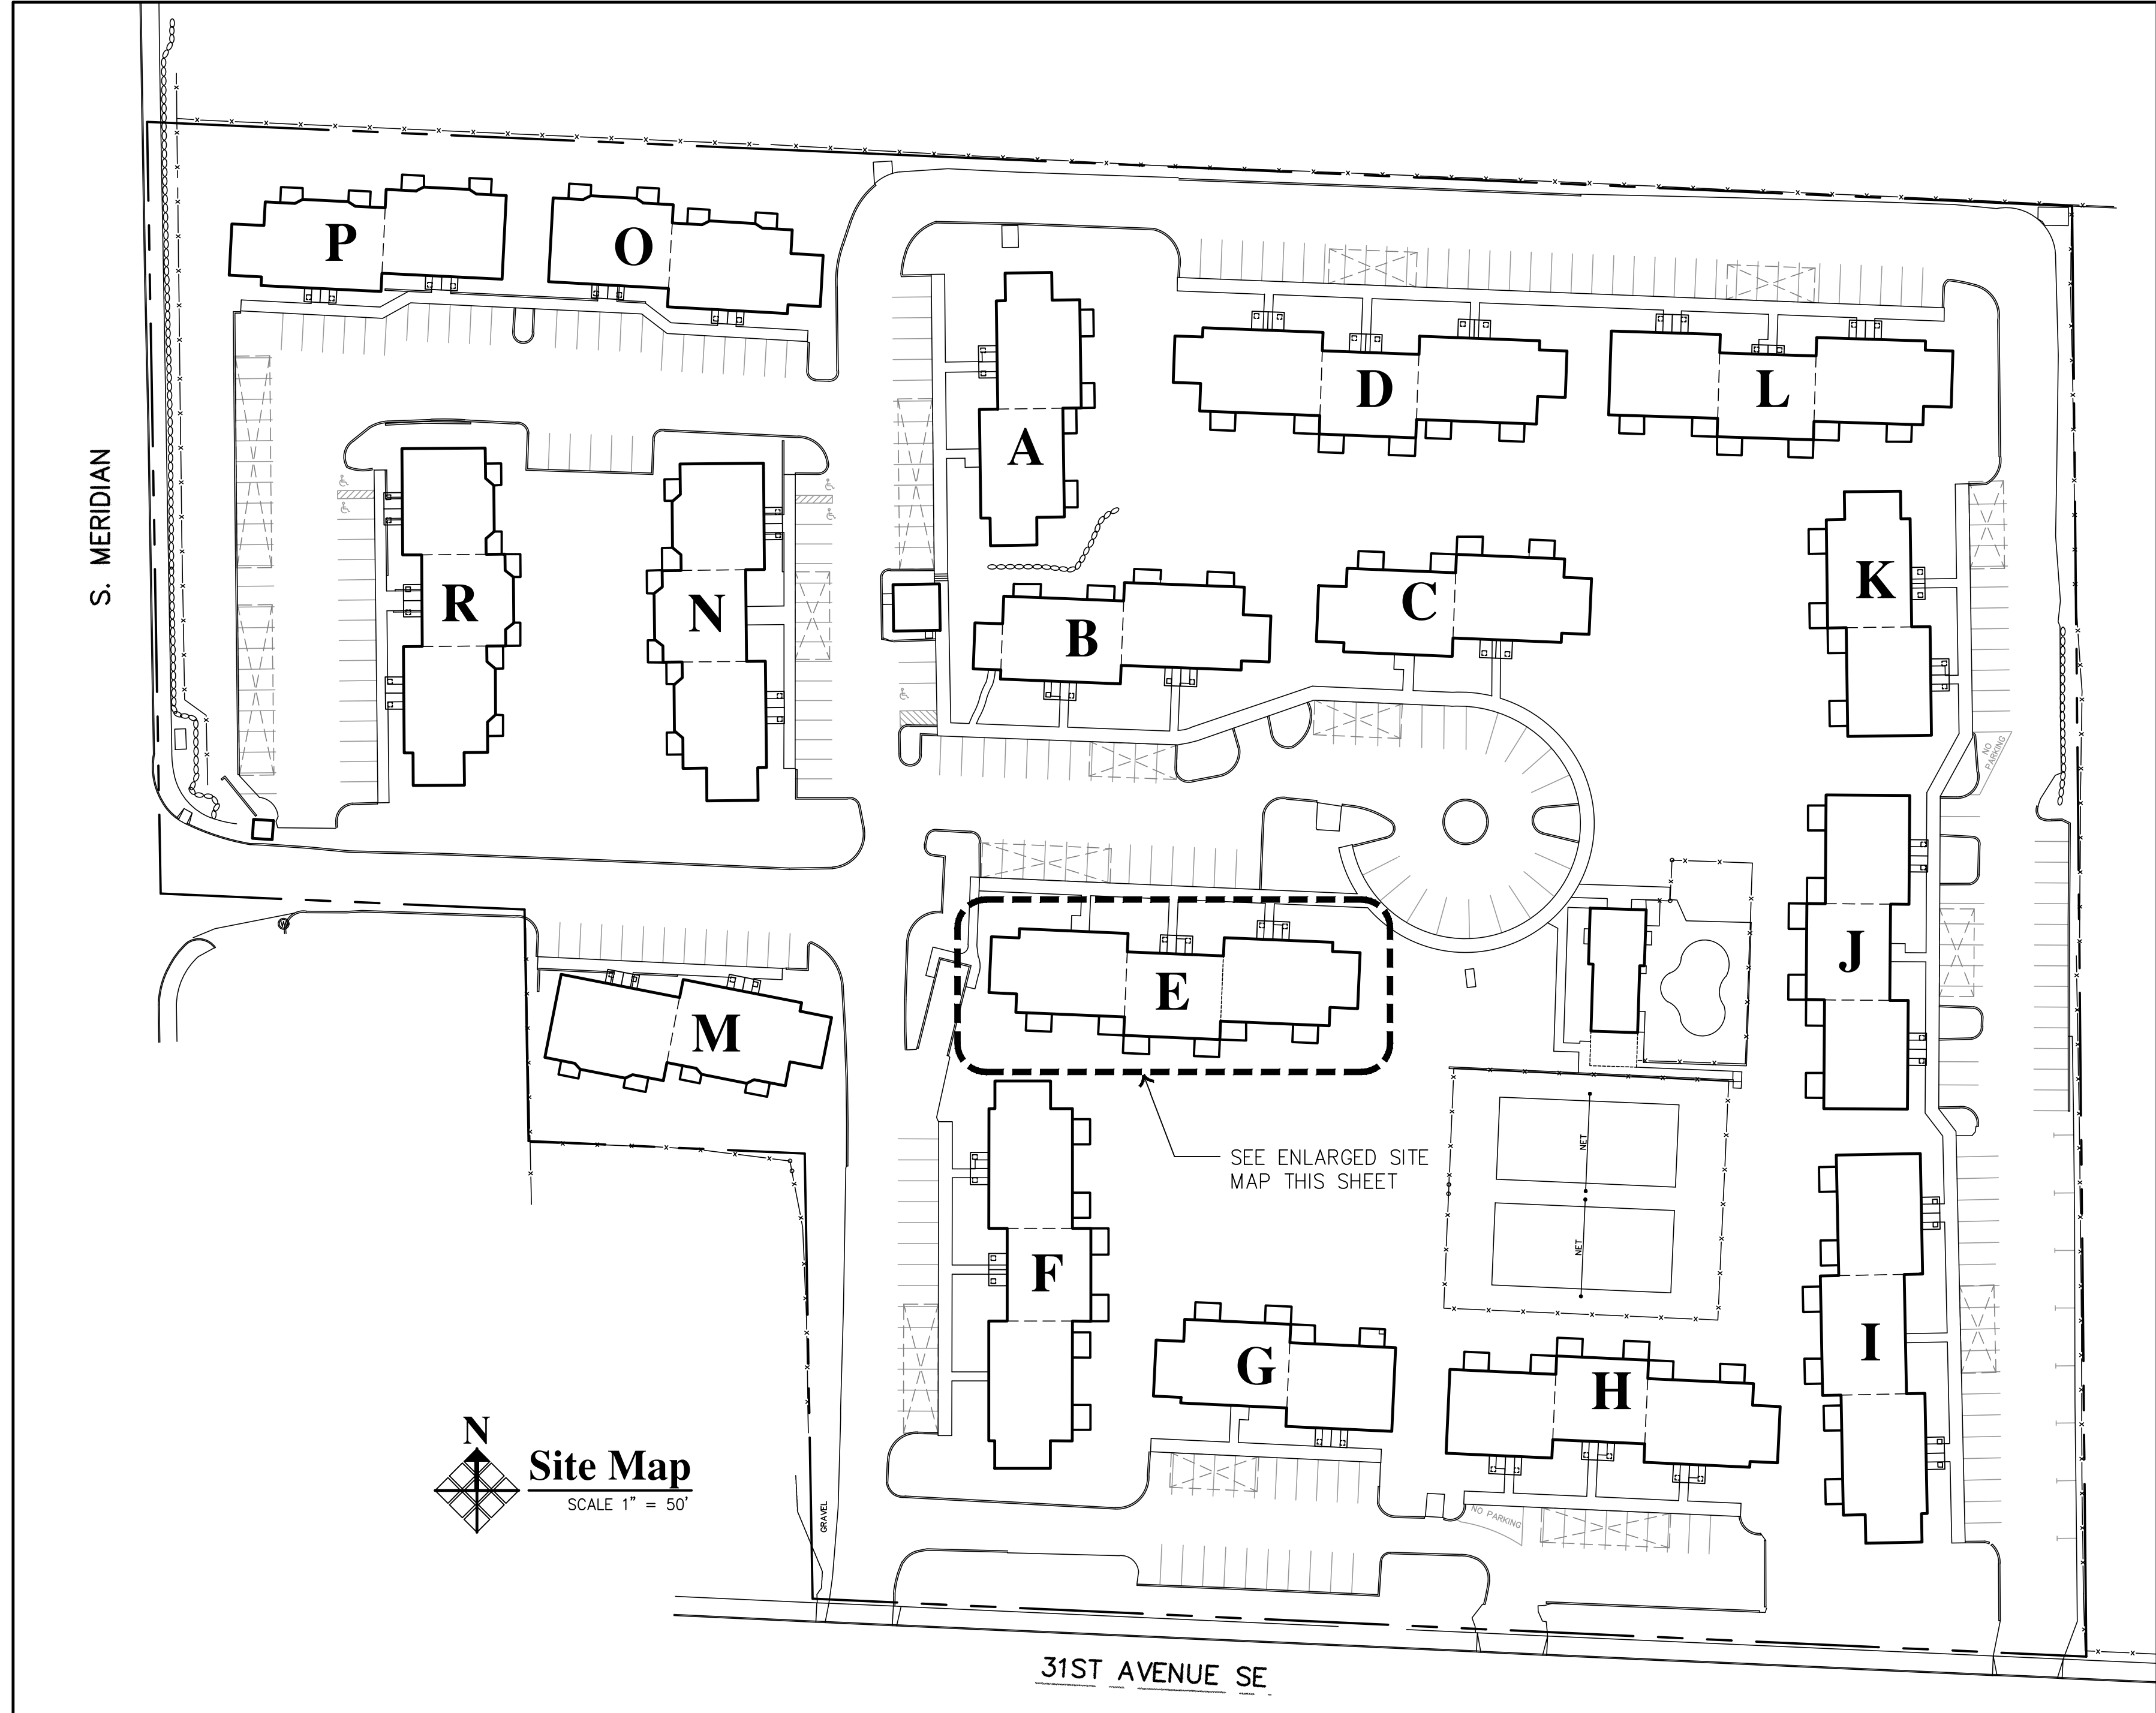 P
O
D
L
A
S. MERIDIAN
R
N
C
K
B
NO
PARKING
J
E
M
SEE ENLARGED SITE
MAP THIS SHEET
NET
NET
F
G
H
I
N
Site Map
SCALE 1" = 50'
GRAVEL
NO PARKING
31ST AVENUE SE